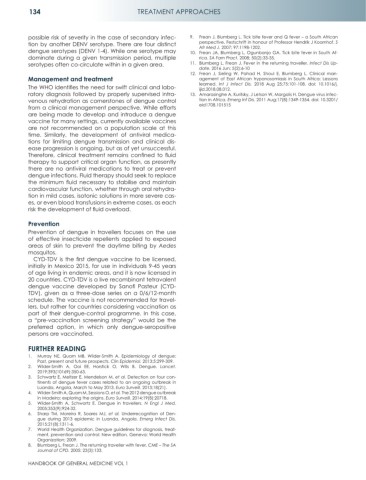 134 TREATMENT APPROACHES
possible risk of severity in the case of secondary infec-
tion by another DENV serotype. There are four distinct
dengue serotypes (DENV 1-4). While one serotype may
dominate during a given transmission period, multiple
serotypes often co-circulate within in a given area.
Management and treatment
The WHO identifies the need for swift clinical and labo-
ratory diagnosis followed by properly supervised intra-
venous rehydration as cornerstones of dengue control
from a clinical management perspective. While efforts
are being made to develop and introduce a dengue
vaccine for many settings, currently available vaccines
are not recommended on a population scale at this
time. Similarly, the development of antiviral medica-
tions for limiting dengue transmission and clinical dis-
ease progression is ongoing, but as of yet unsuccessful.
Therefore, clinical treatment remains confined to fluid
therapy to support critical organ function, as presently
there are no antiviral medications to treat or prevent
dengue infections. Fluid therapy should seek to replace
the minimum fluid necessary to stabilise and maintain
cardiovascular function, whether through oral rehydra-
tion in mild cases, isotonic solutions in more severe cas-
es, or even blood transfusions in extreme cases, as each
risk the development of fluid overload.
Prevention
Prevention of dengue in travellers focuses on the use
of effective insecticide repellents applied to exposed
areas of skin to prevent the daytime biting by Aedes
mosquitos.
CYD-TDV is the first dengue vaccine to be licensed,
initially in Mexico 2015, for use in individuals 9-45 years
of age living in endemic areas, and it is now licensed in
20 countries. CYD-TDV is a live recombinant tetravalent
dengue vaccine developed by Sanofi Pasteur (CYD-
TDV), given as a three-dose series on a 0/6/12-month
schedule. The vaccine is not recommended for travel-
lers, but rather for countries considering vaccination as
part of their dengue-control programme. In this case,
a “pre-vaccination screening strategy” would be the
preferred option, in which only dengue-seropositive
persons are vaccinated.
FURTHER READING
1. Murray NE, Quam MB, Wilder-Smith A. Epidemiology of dengue:
Past, present and future prospects. Clin Epidemiol. 2013;5:299-309.
2. Wilder-Smith A, Ooi EE, Horstick O, Wills B. Dengue. Lancet.
2019;393(10169):350-63.
3. Schwartz E, Meltzer E, Mendelson M, et al. Detection on four con-
tinents of dengue fever cases related to an ongoing outbreak in
Luanda, Angola, March to May 2013. Euro Surveill. 2013;18(21).
4. Wilder-Smith A, Quam M, Sessions O, et al. The 2012 dengue outbreak
in Madeira: exploring the origins. Euro Surveill. 2014;19(8):20718.
5. Wilder-Smith A, Schwartz E. Dengue in travellers. N Engl J Med.
2005;353(9):924-32.
6. Sharp TM, Moreira R, Soares MJ, et al. Underrecognition of Den-
gue during 2013 epidemic in Luanda, Angola. Emerg Infect Dis.
2015;21(8):1311-6.
7. World Health Organization. Dengue guidelines for diagnosis, treat-
ment, prevention and control: New edition. Geneva: World Health
Organization; 2009.
8. Blumberg L, Frean J. The returning traveller with fever. CME – The SA
Journal of CPD. 2005; 23(3):133.
9. Frean J, Blumberg L. Tick bite fever and Q fever – a South African
perspective. Festschrift in honour of Professor Hendrik J Koornhof. S
Afr Med J. 2007; 97:1198-1202.
10. Frean JA, Blumberg L, Ogunbanjo GA. Tick bite fever in South Af-
rica. SA Fam Pract. 2008; 50(2):33-35.
11. Blumberg L, Frean J. Fever in the returning traveller. Infect Dis Up-
date. 2016 Jun; 5(2):6-10
12. Frean J, Sieling W, Pahad H, Shoul E, Blumberg L. Clinical man-
agement of East African trypanosomiasis in South Africa: Lessons
learned. Int J Infect Dis. 2018 Aug 25;75:101-108. doi: 10.1016/j.
ijid.2018.08.012.
13. Amarasinghe A, Kuritsky, J Letson W, Margolis H. Dengue virus infec-
tion in Africa. Emerg Inf Dis. 2011 Aug;17(8):1349-1354. doi: 10.3201/
eid1708.101515
HANDBOOK OF GENERAL MEDICINE VOL I